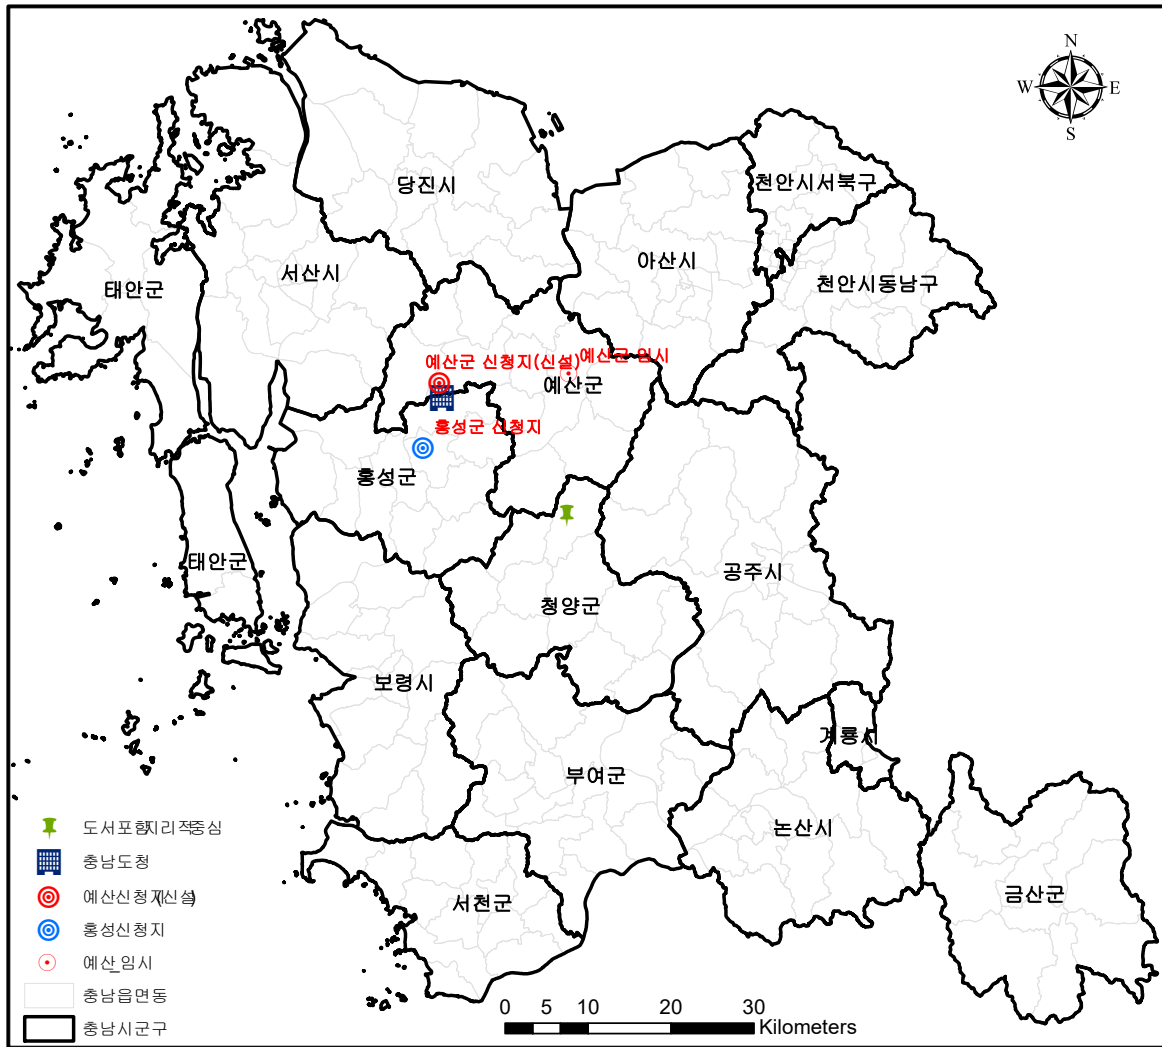 N
W E
S
당진시
천안시서북구
아산시
서산시
천안시동남구
태안군
예산군 신청지(신설)
예산군 임시
예산군
홍성군 신청지
홍성군
태안군
공주시
청양군
보령시
계룡시
부여군
논산시
서천군
금산군
도서포함지리적중심
충남도청
예산신청지(신설)
홍성신청지
예산_임시
충남읍면동
충남시군구
0 5 10 20 30
Kilometers